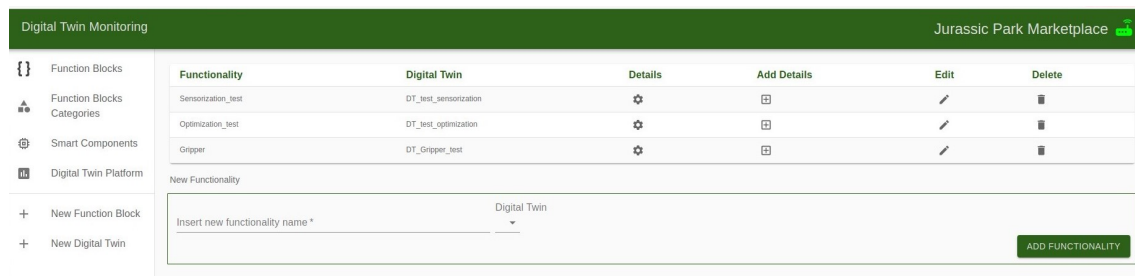 Digital Twin Monitoring
Jurassic Park Marketplace
Function Blocks
Function Blocks
Categories
Smart Components
Digital Twin Platform
New Function Block
New Digital Twin
Functionality Digital Twin Details Add Details Edit Delete
Sensorization_test DT_test_sensorization
Optimization_test DT_test_optimization
Gripper DT_Gripper_test
New Functionality
Digital Twin
Insert new functionality name *
ADD FUNCTIONALITY